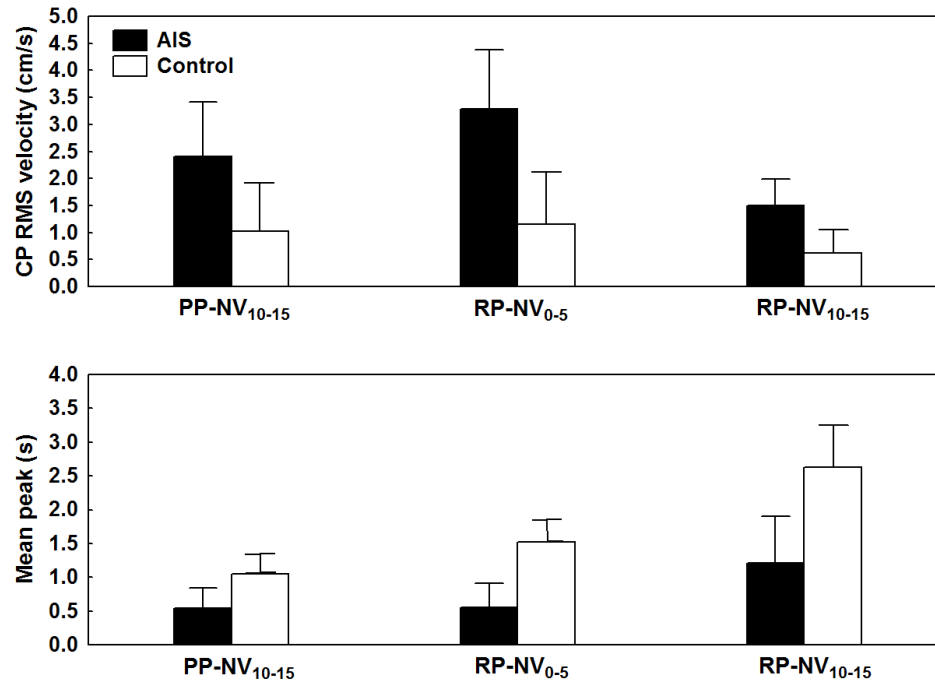 CP RMS velocity (cm/s)
5.0
4.5
4.0
3.5
3.0
2.5
2.0
1.5
1.0
0.5
0.0
AIS
Control
PP-NV10-15
RP-NV0-5
RP-NV10-15
Mean peak (s)
4.0
3.5
3.0
2.5
2.0
1.5
1.0
0.5
0.0
PP-NV10-15
RP-NV0-5
RP-NV10-15